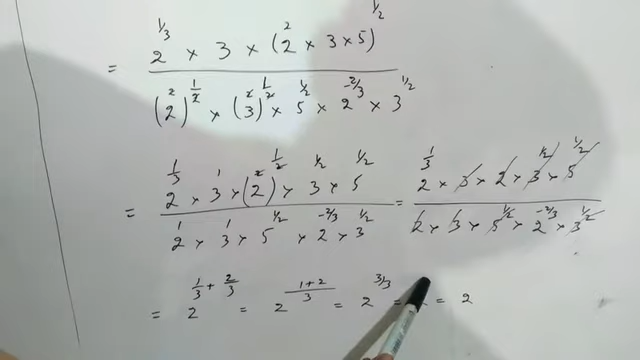 = 2^{1/3} × 3 × (2^2 × 3 × 5)^{1/2} / (2^2)^{1/2} × (3^2)^{1/2} × 5^{1/2} × 2^{-2/3} × 3^{1/2}
= 2^{1/3} × 3^1 × (2^2)^{1/2} × 3^{1/2} × 5^{1/2} / 2^1 × 3^1 × 5^{1/2} × 2^{-2/3} × 3^{1/2} = 2^{1/3} × 3 × 2 × 3^{1/2} × 5^{1/2} / 2 × 3 × 5^{1/2} × 2^{-2/3} × 3^{1/2}
= 2^{1/3 + 2/3} = 2^{(1+2)/3} = 2^{3/3} = = 2